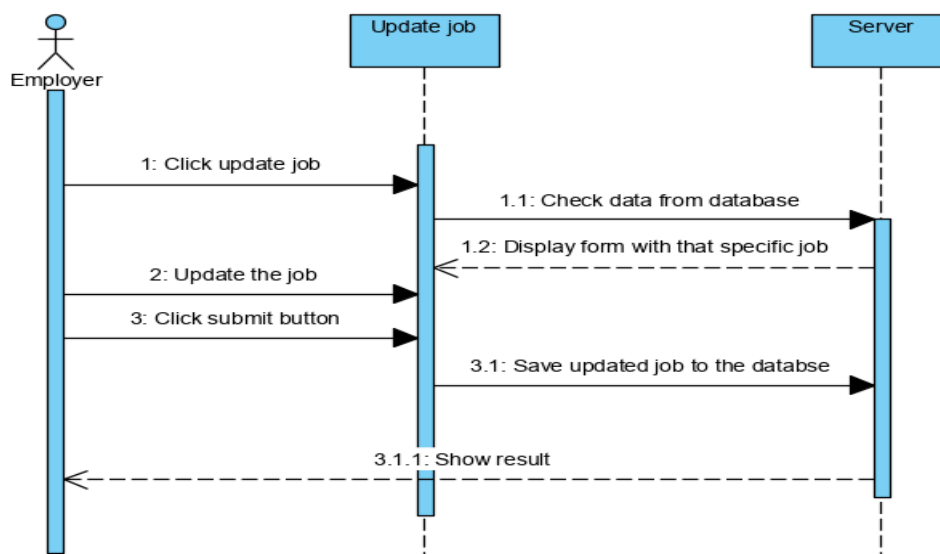 Update job
Server
Employer
1: Click update job
1.1: Check data from database
1.2: Display form with that specific job
2: Update the job
3: Click submit button
3.1: Save updated job to the databse
3.1.1: Show result